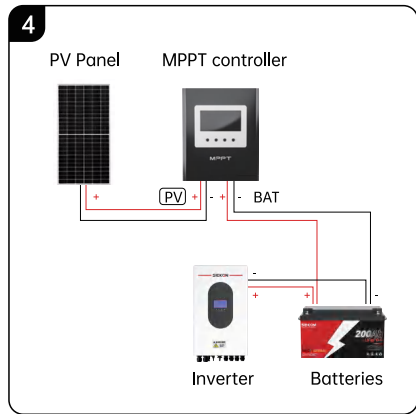 4
PV Panel MPPT controller
MPPT
+ PV + - + - BAT
-
+ + -
200Ah
Inverter Batteries